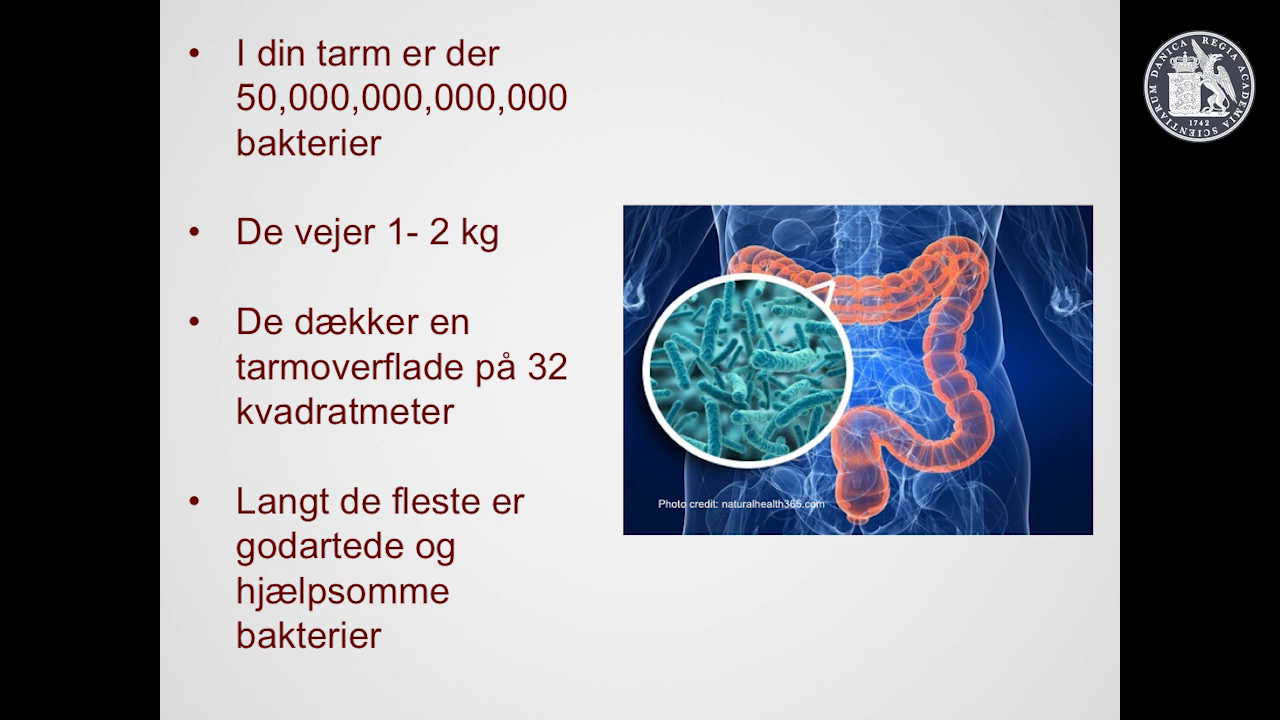 • I din tarm er der
50,000,000,000,000
bakterier
• De vejer 1- 2 kg
• De dækker en
tarmoverflade på 32
kvadratmeter
• Langt de fleste er
godartede og
hjælpsomme
bakterier
Photo credit: naturalhealth365.com
REGIA ACADEMIA SCIENTIARUM DANICA
1742